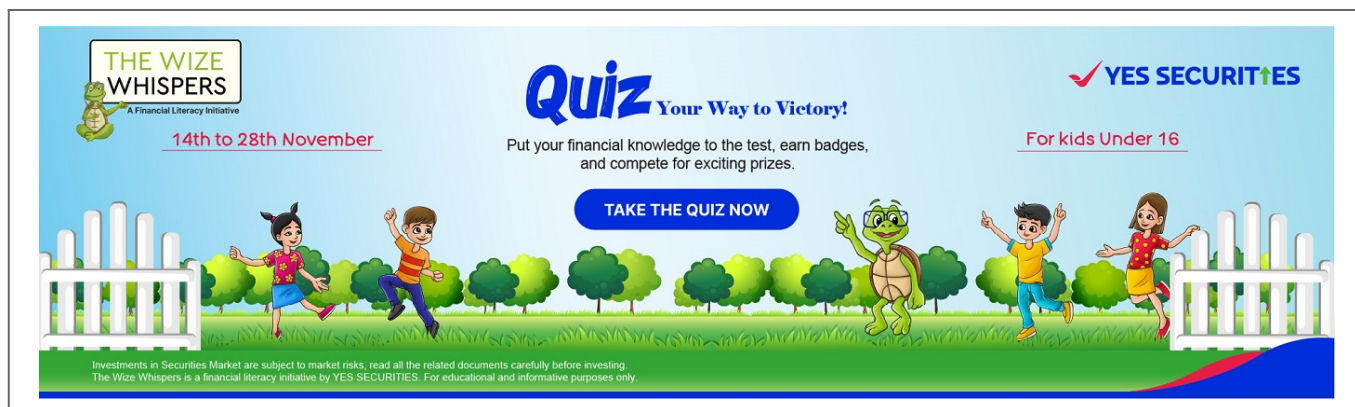 THE WIZE
WHISPERS
A Financial Literacy Initiative
14th to 28th November
Quiz Your Way to Victory!
Put your financial knowledge to the test, earn badges,
and compete for exciting prizes.
TAKE THE QUIZ NOW
YES SECURITIES
For kids Under 16
Investments in Securities Market are subject to market risks, read all the related documents carefully before investing.
The Wize Whispers is a financial literacy initiative by YES SECURITIES. For educational and informative purposes only.